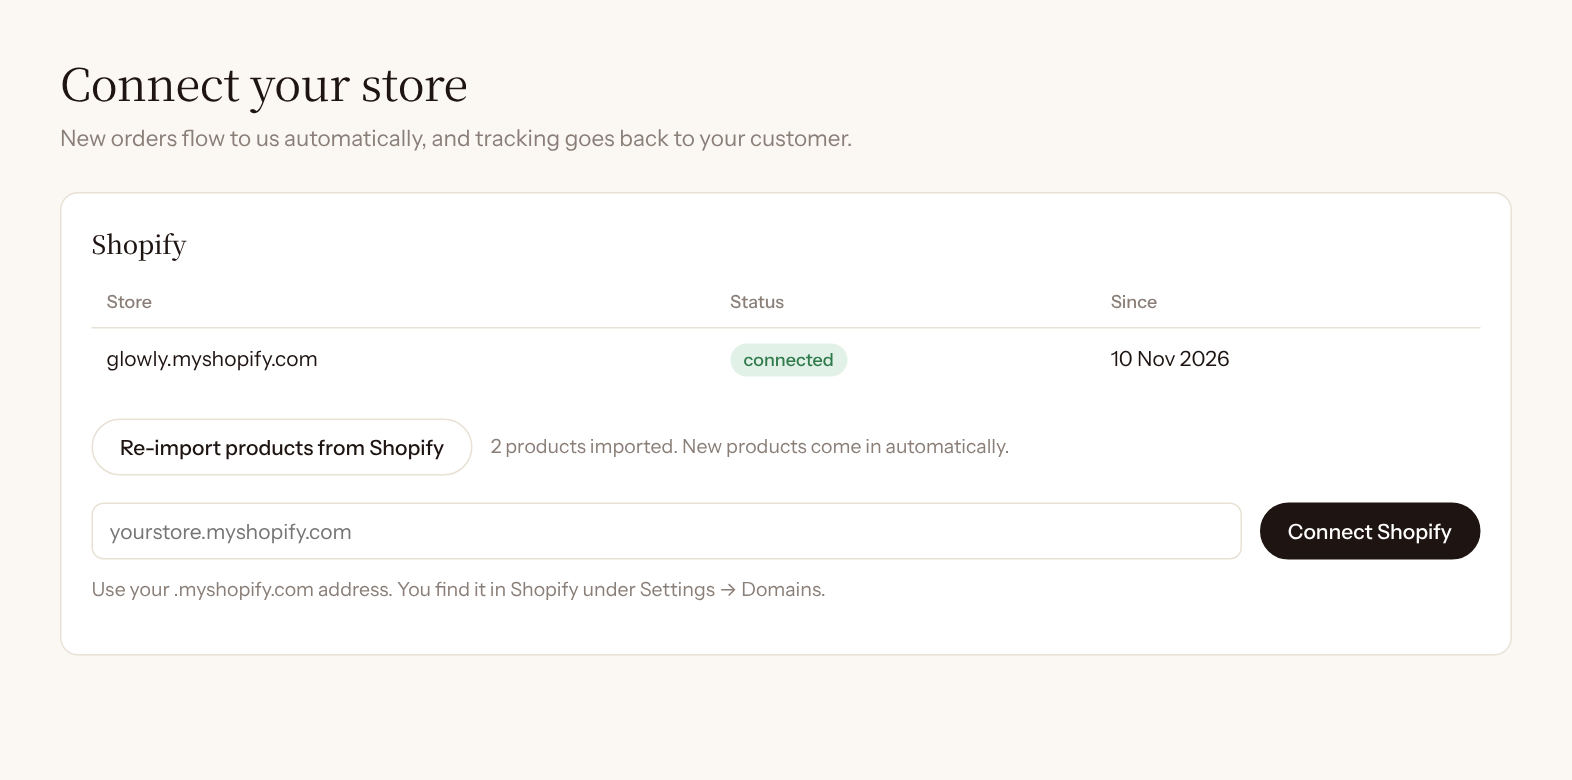 Connect your store
New orders flow to us automatically, and tracking goes back to your customer.
Shopify
Store Status Since
glowly.myshopify.com connected 10 Nov 2026
Re-import products from Shopify 2 products imported. New products come in automatically.
yourstore.myshopify.com Connect Shopify
Use your .myshopify.com address. You find it in Shopify under Settings → Domains.